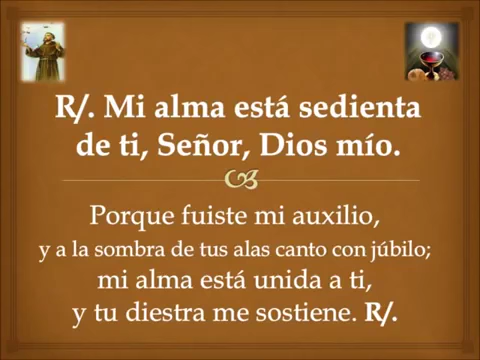 R/. Mi alma está sedienta
de ti, Señor, Dios mío.
Porque fuiste mi auxilio,
y a la sombra de tus alas canto con júbilo;
mi alma está unida a ti,
y tu diestra me sostiene. R/.